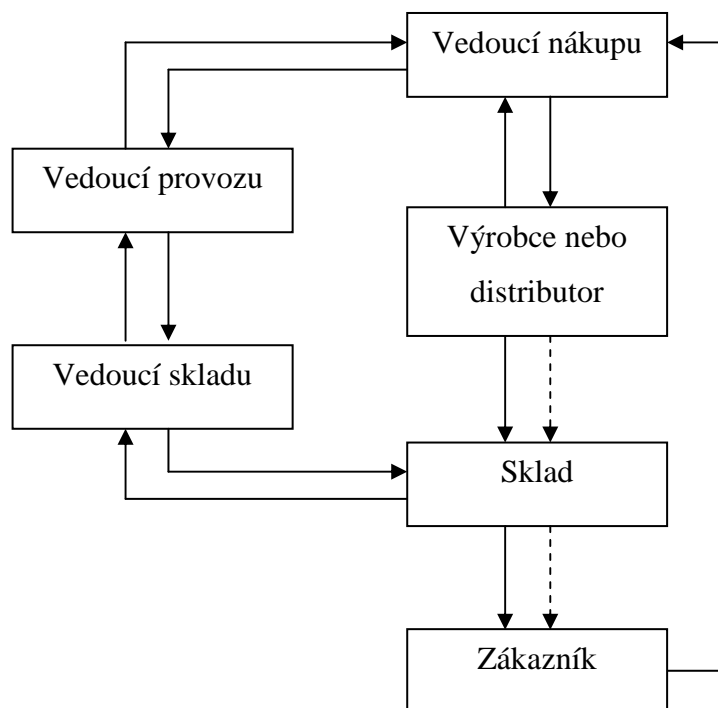 Vedoucí nákupu
Vedoucí provozu
Výrobce nebo
distributor
Vedoucí skladu
Sklad
Zákazník